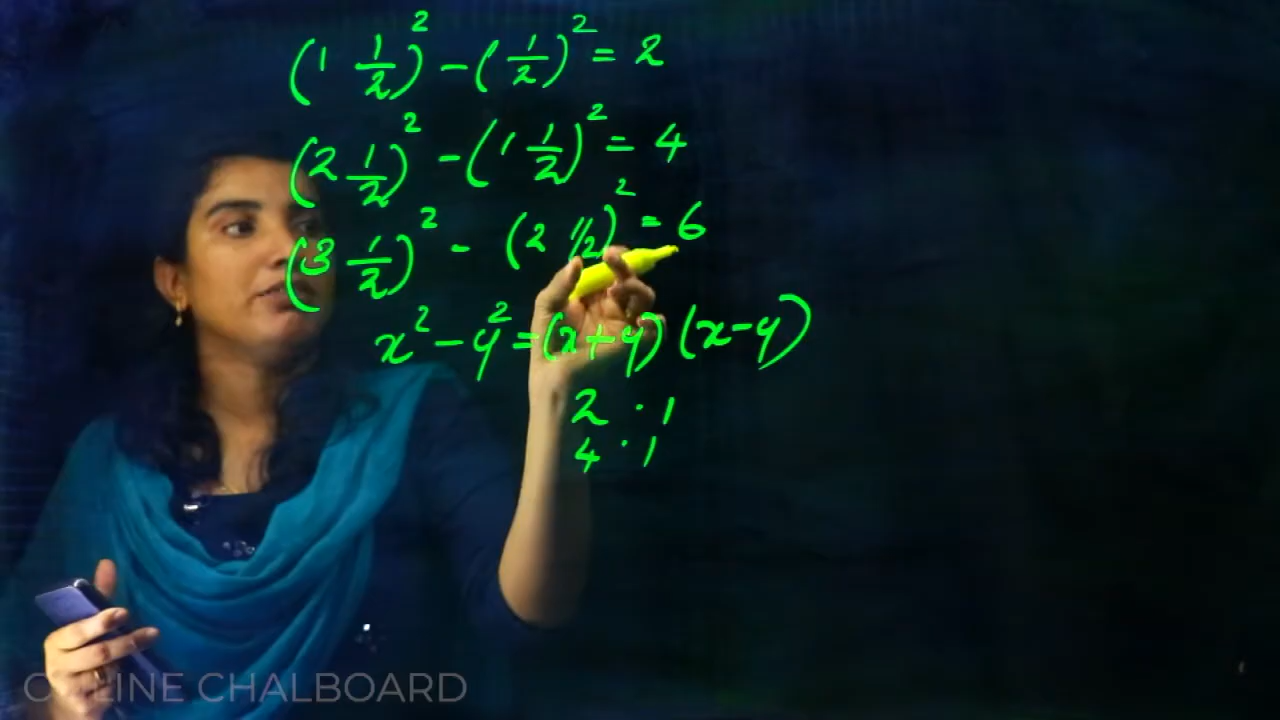 (1 1/2)² - (1/2)² = 2
(2 1/2)² - (1 1/2)² = 4
(3 1/2)² - (2 1/2)² = 6
x² - y² = (x+y) (x-y)
2 · 1
4 · 1
ONLINE CHALBOARD